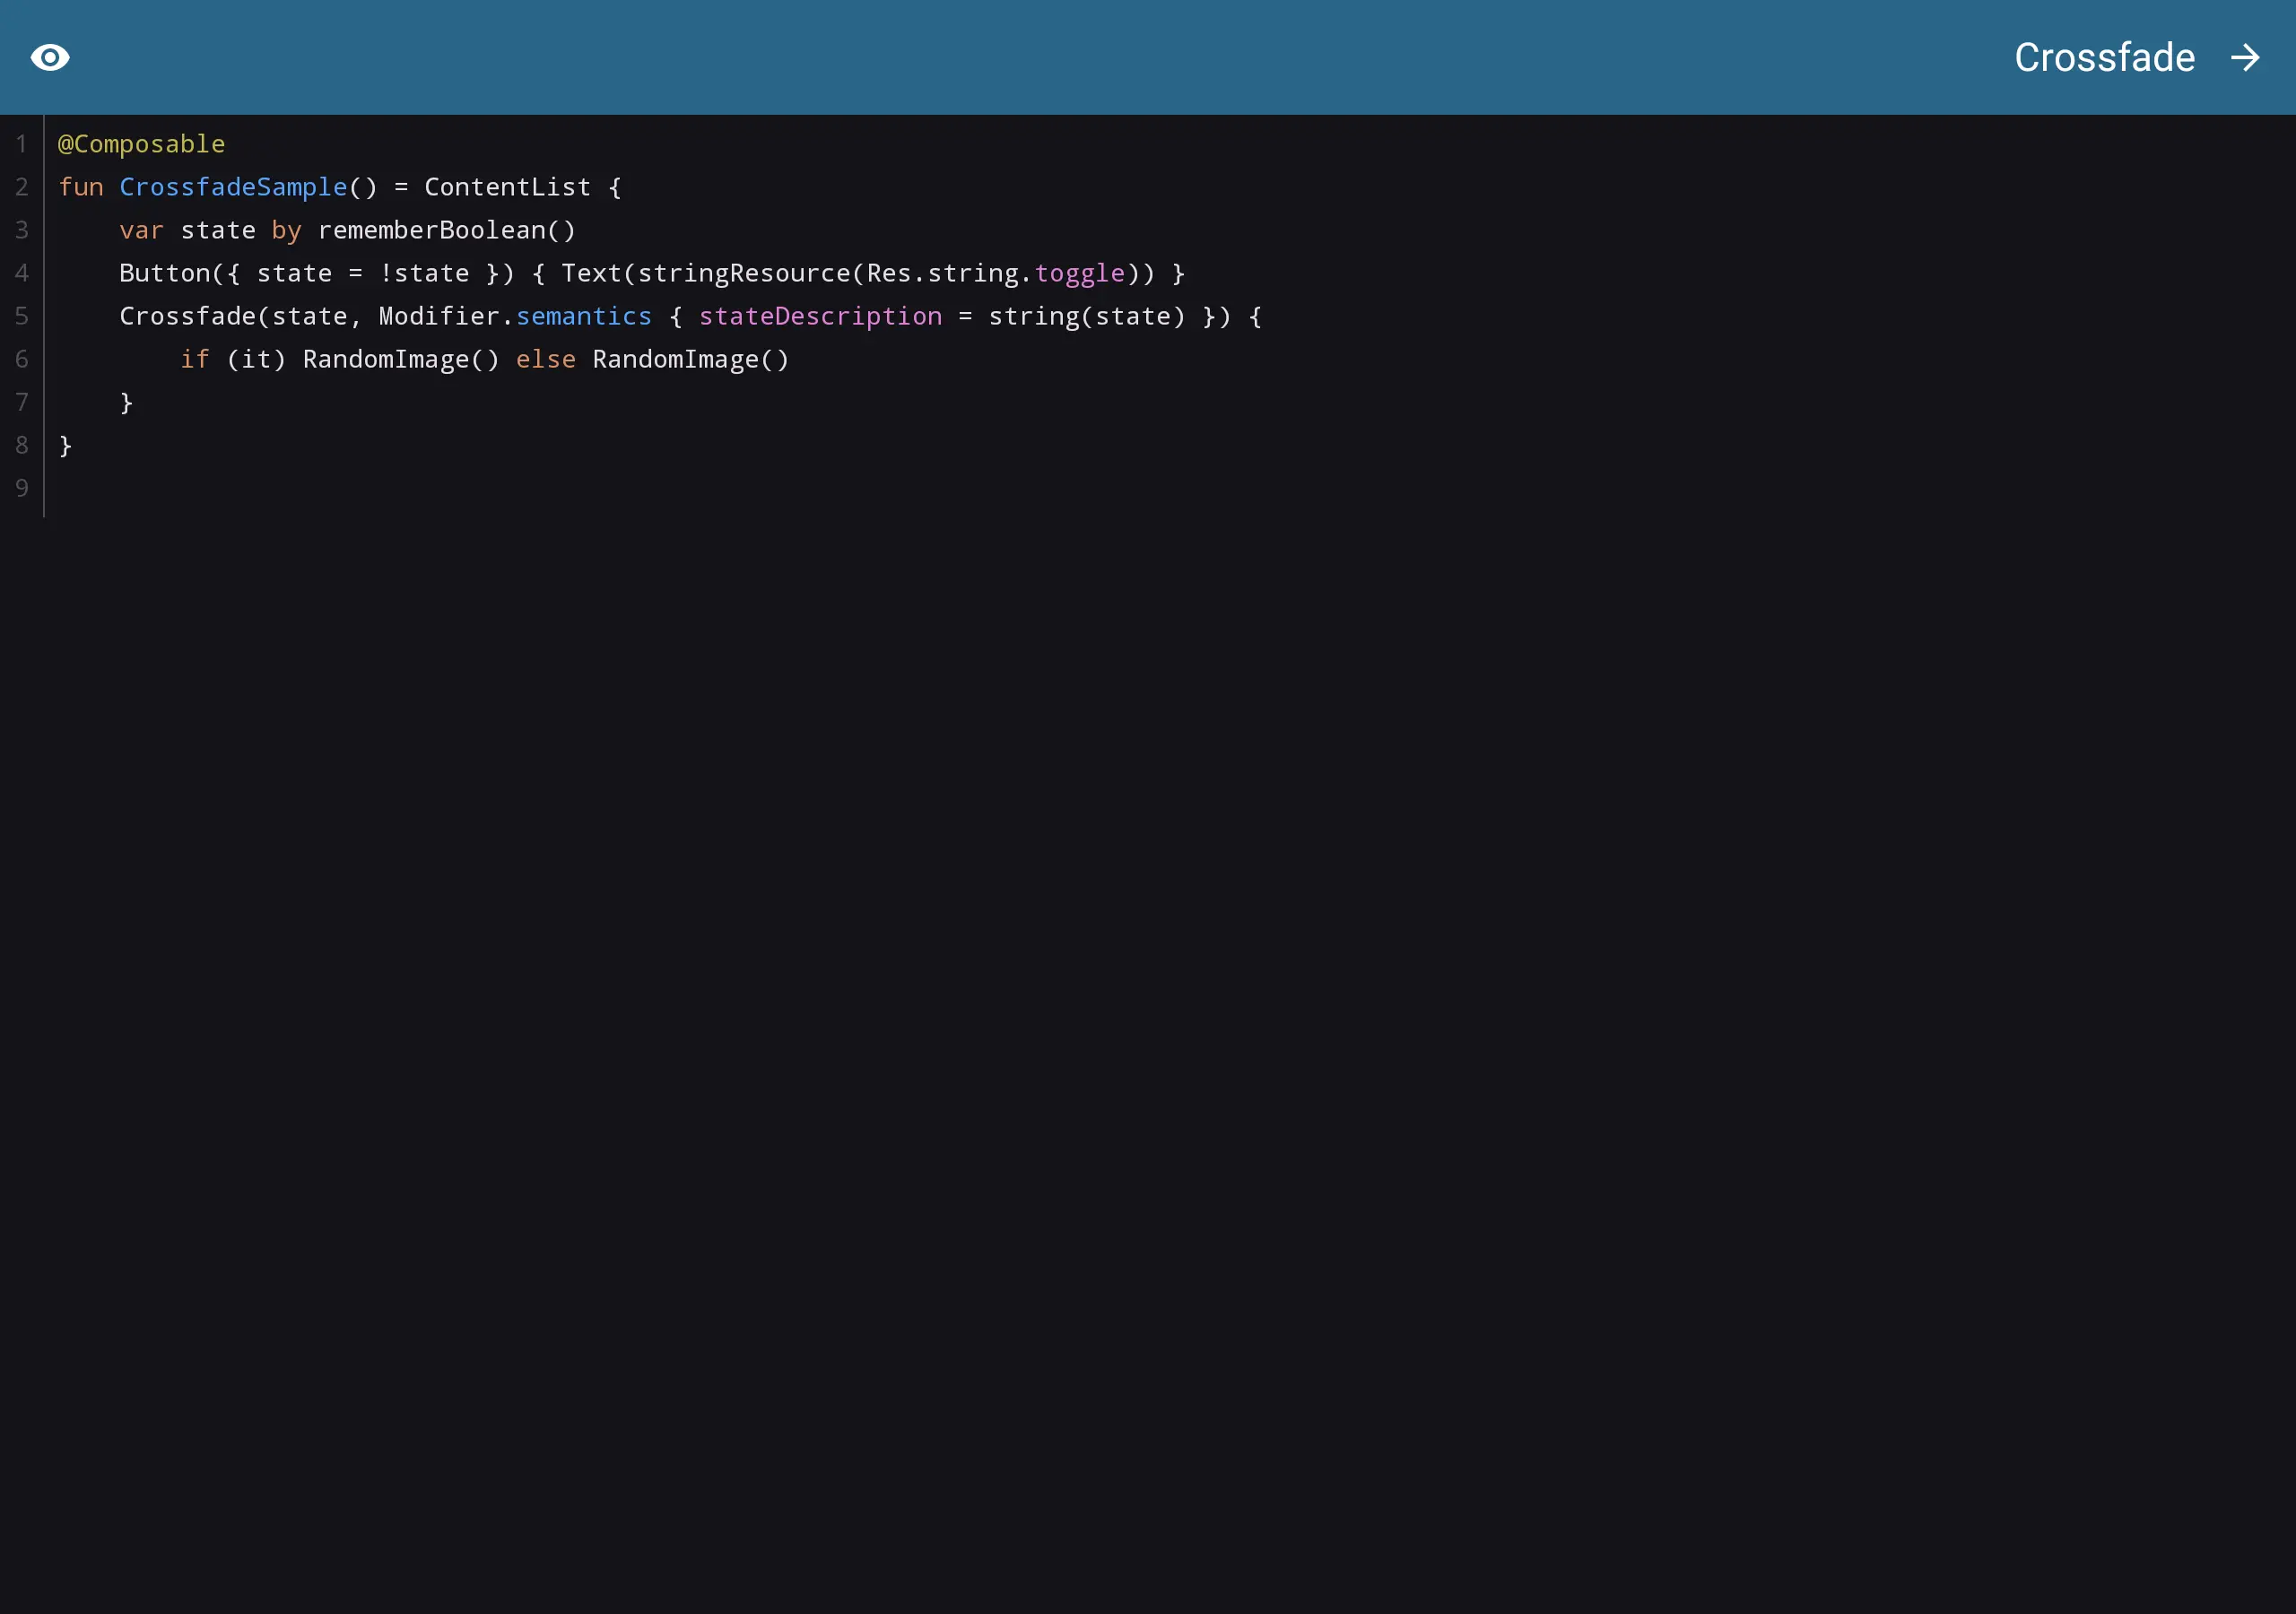 Crossfade
1 @Composable
2 fun CrossfadeSample() = ContentList {
3     var state by rememberBoolean()
4     Button({ state = !state }) { Text(stringResource(Res.string.toggle)) }
5     Crossfade(state, Modifier.semantics { stateDescription = string(state) }) {
6         if (it) RandomImage() else RandomImage()
7     }
8 }
9